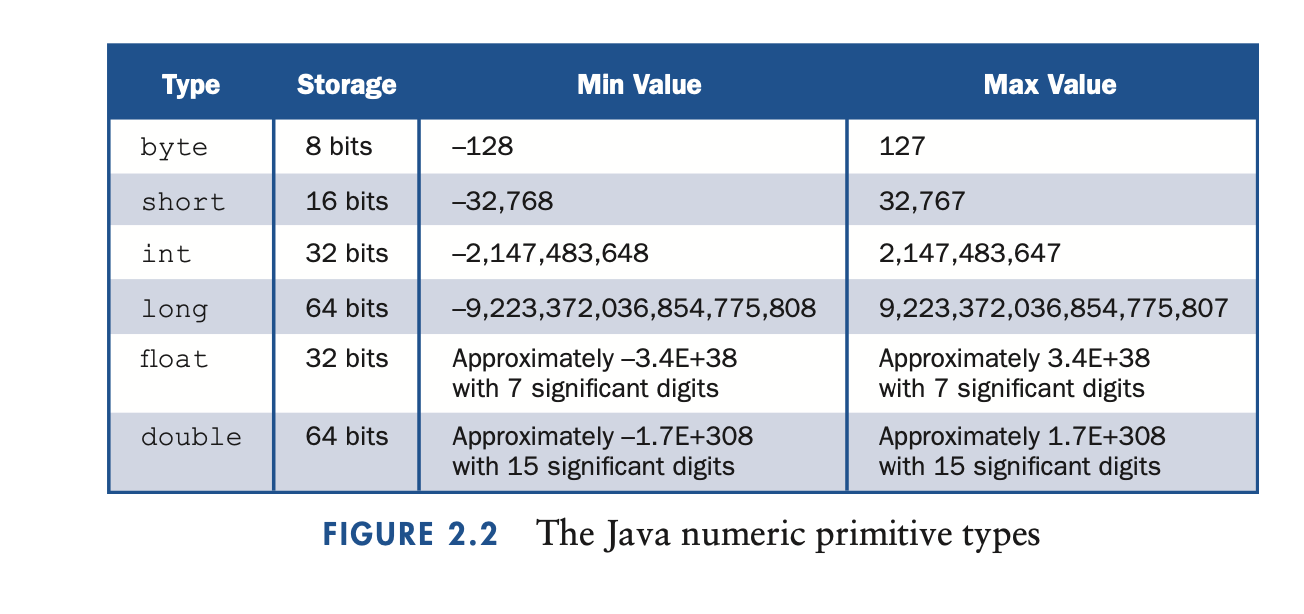 Type Storage Min Value Max Value
byte 8 bits –128 127
short 16 bits –32,768 32,767
int 32 bits –2,147,483,648 2,147,483,647
long 64 bits –9,223,372,036,854,775,808 9,223,372,036,854,775,807
float 32 bits Approximately –3.4E+38 Approximately 3.4E+38
with 7 significant digits with 7 significant digits
double 64 bits Approximately –1.7E+308 Approximately 1.7E+308
with 15 significant digits with 15 significant digits
FIGURE 2.2 The Java numeric primitive types